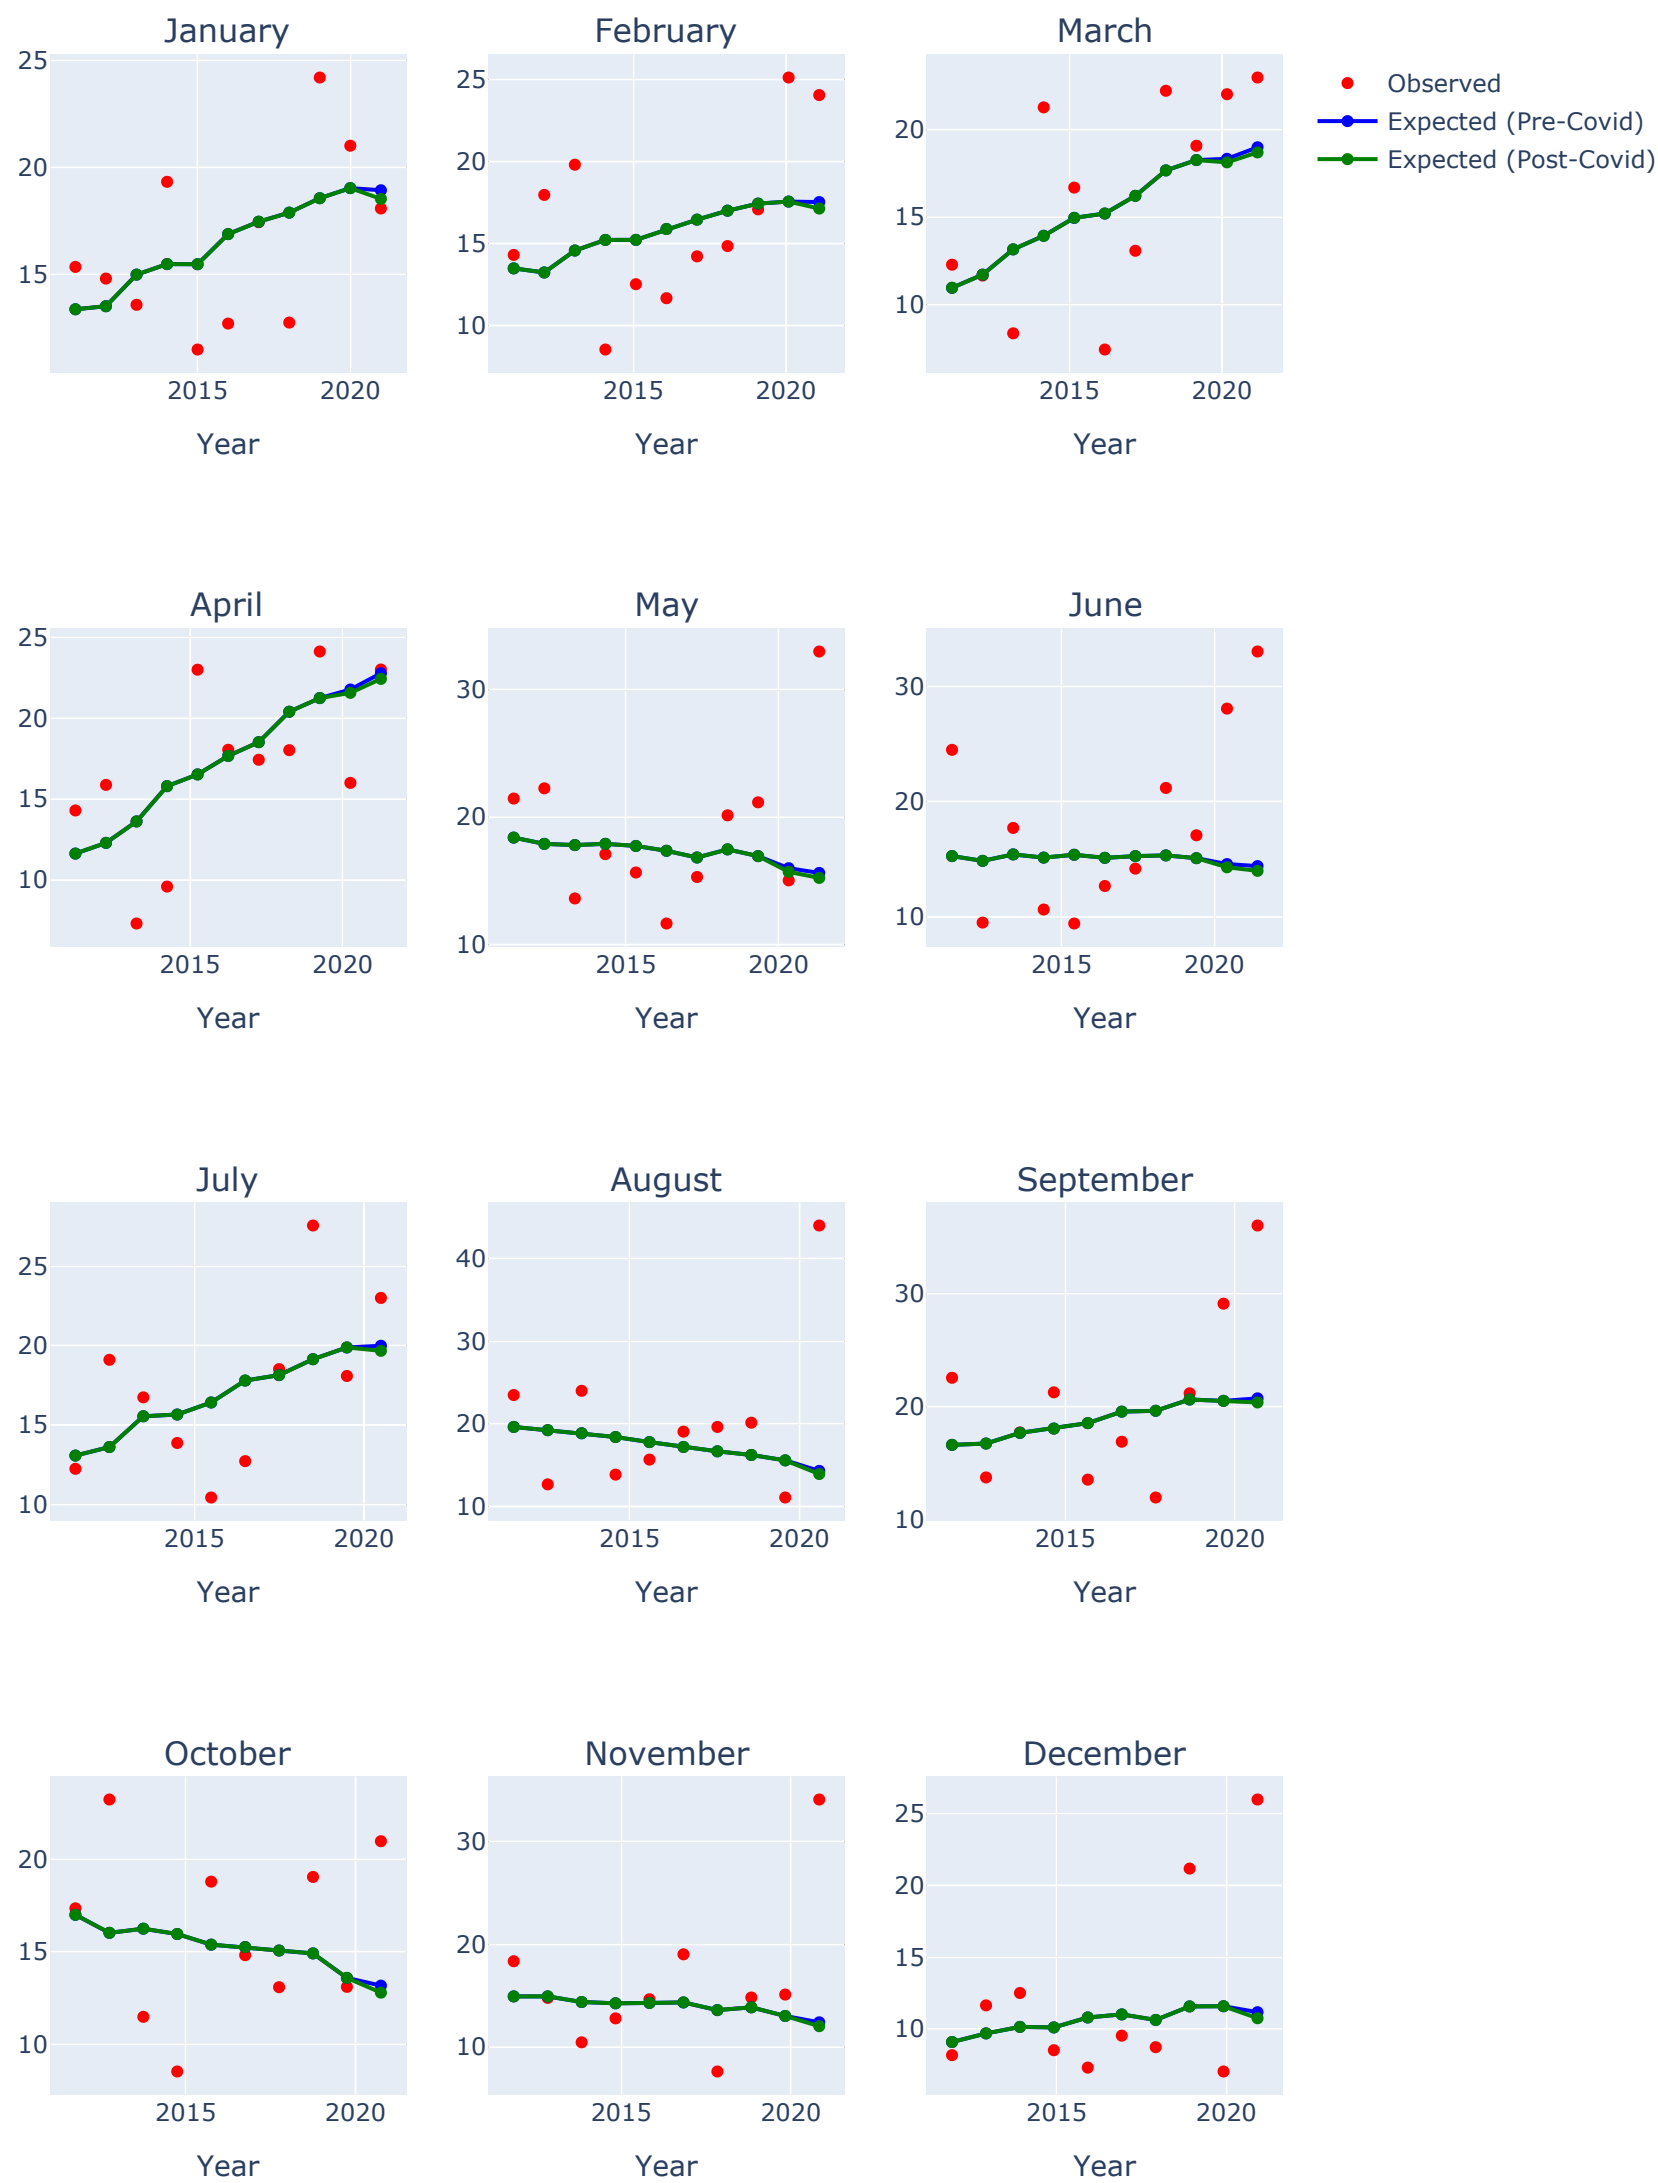 January
February
March
Observed
Expected (Pre-Covid)
Expected (Post-Covid)
25
20
15
2015
2020
Year
25
20
15
10
2015
2020
Year
20
15
10
2015
2020
Year
April
May
June
25
20
15
10
2015
2020
Year
30
20
10
2015
2020
Year
30
20
10
2015
2020
Year
July
August
September
25
20
15
10
2015
2020
Year
40
30
20
10
2015
2020
Year
30
20
10
2015
2020
Year
October
November
December
20
15
10
2015
2020
Year
30
20
10
2015
2020
Year
25
20
15
10
2015
2020
Year